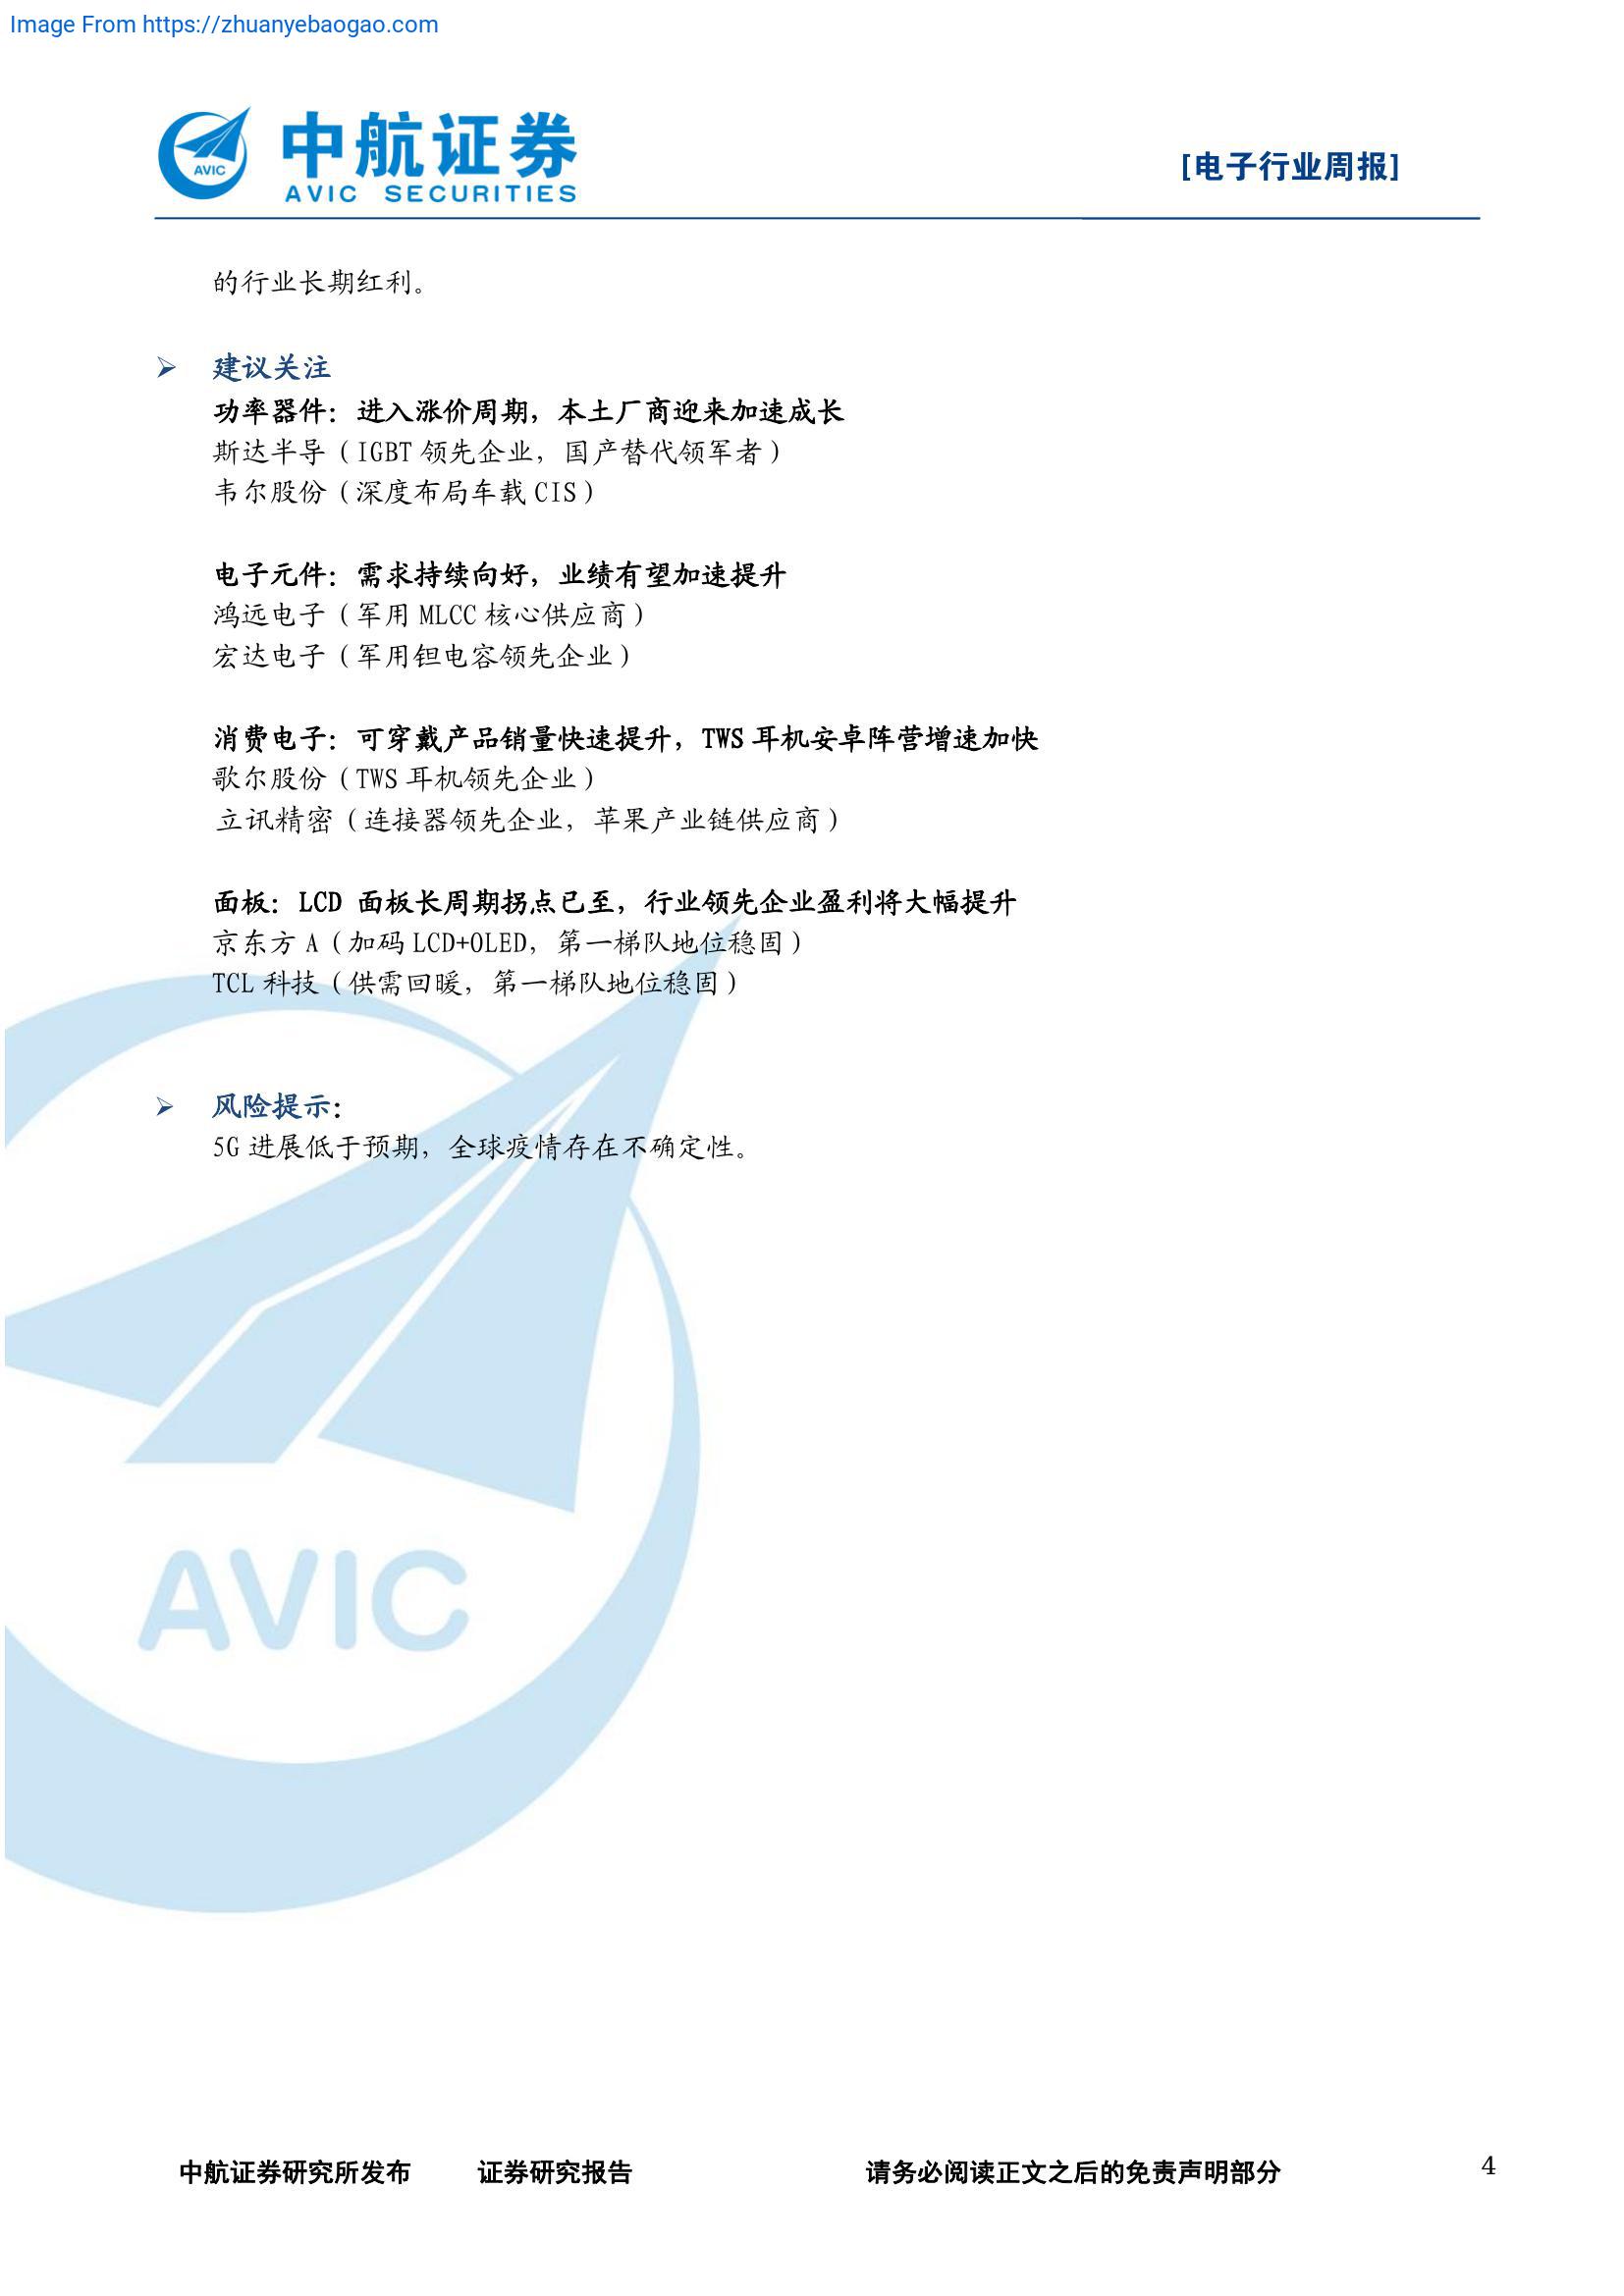 Image From https://zhuanyebaogao.com
AVIC
中航证券
AVIC SECURITIES
[电子行业周报]
的行业长期红利。
建议关注
功率器件：进入涨价周期，本土厂商迎来加速成长
斯达半导（IGBT 领先企业，国产替代领军者）
韦尔股份（深度布局车载 CIS）
电子元件：需求持续向好，业绩有望加速提升
鸿远电子（军用 MLCC 核心供应商）
宏达电子（军用钽电容领先企业）
消费电子：可穿戴产品销量快速提升，TWS 耳机安卓阵营增速加快
歌尔股份（TWS 耳机领先企业）
立讯精密（连接器领先企业，苹果产业链供应商）
面板：LCD 面板长周期拐点已至，行业领先企业盈利将大幅提升
京东方 A（加码 LCD+OLED，第一梯队地位稳固）
TCL 科技（供需回暖，第一梯队地位稳固）
风险提示：
5G 进展低于预期，全球疫情存在不确定性。
AVIC
中航证券研究所发布 证券研究报告 请务必阅读正文之后的免责声明部分 4